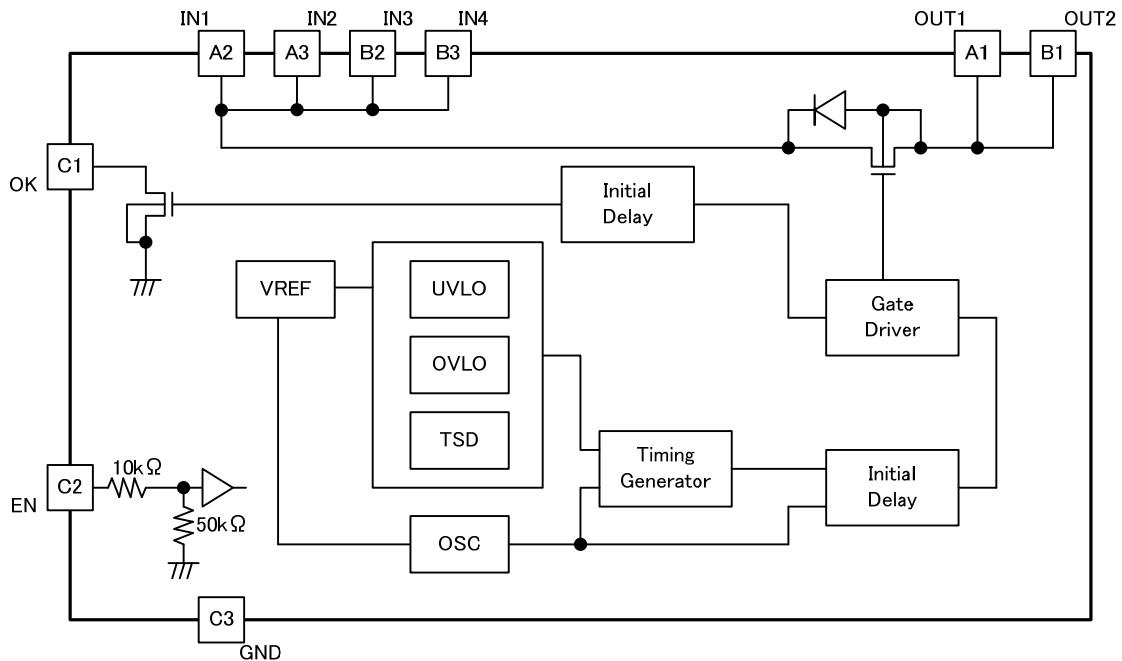 IN1
IN2
IN3
IN4
OUT1
OUT2
A2
A3
B2
B3
A1
B1
C1
OK
Initial
Delay
VREF
UVLO
Gate
Driver
OVLO
TSD
Timing
Generator
Initial
Delay
C2
10kΩ
EN
50kΩ
OSC
C3
GND